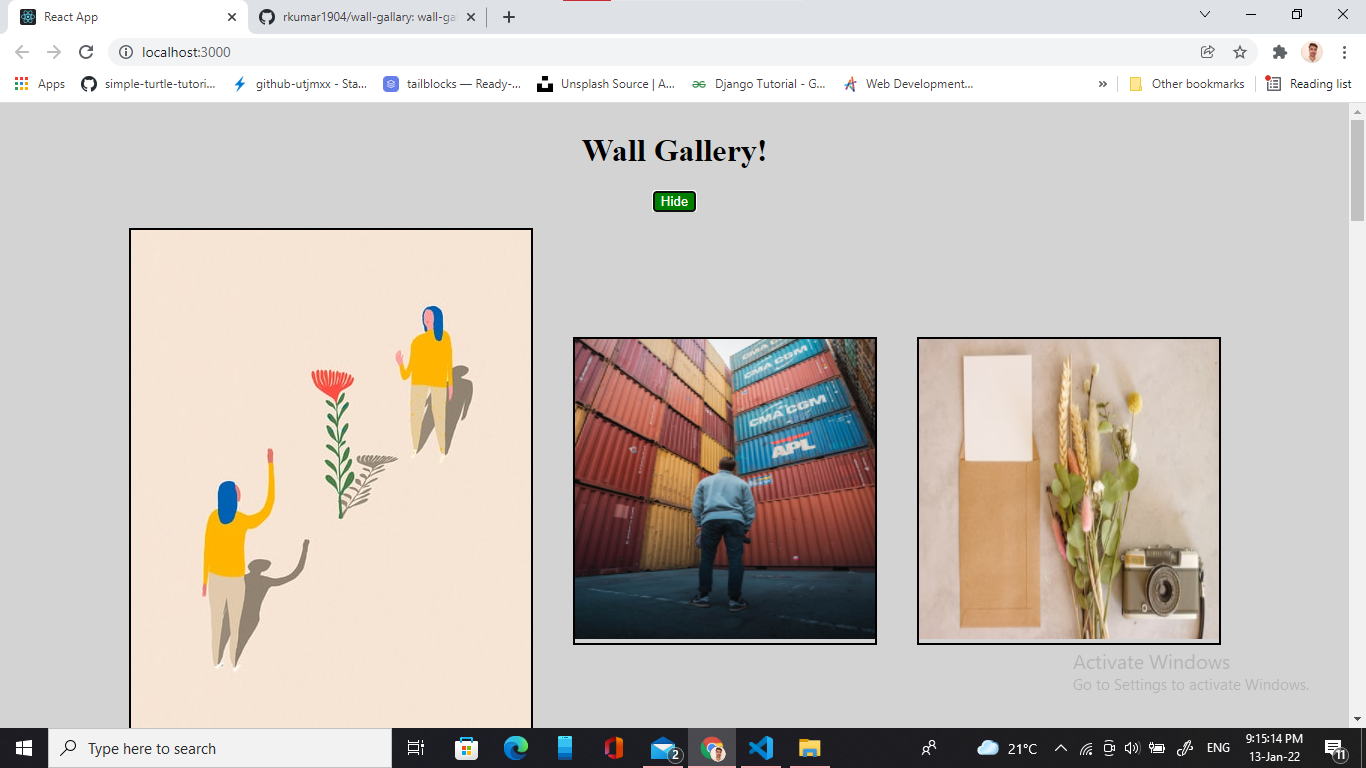 React App
rkumar1904/wall-gallary: wall-ga
localhost:3000
Apps
simple-turtle-tutori...
github-utjmxx - Sta...
tailblocks — Ready-...
Unsplash Source | A...
Django Tutorial - G...
Web Development...
»
Other bookmarks
Reading list
Wall Gallery!
Hide
CMA CGM
CMA CGM
CMA CGM
APL
Activate Windows
Go to Settings to activate Windows.
Type here to search
2
21°C
ENG
9:15:14 PM
13-Jan-22
11